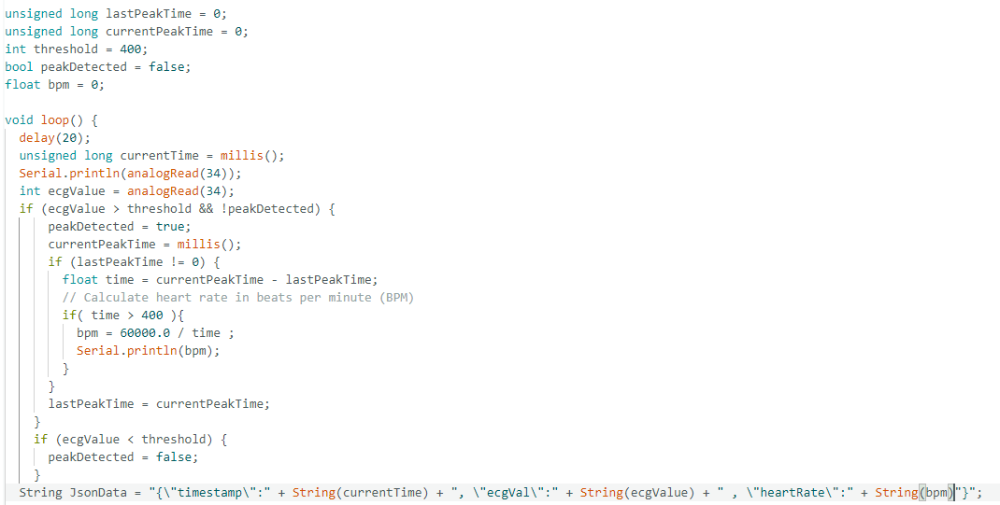 unsigned long lastPeakTime = 0;
unsigned long currentPeakTime = 0;
int threshold = 400;
bool peakDetected = false;
float bpm = 0;

void loop() {
  delay(20);
  unsigned long currentTime = millis();
  Serial.println(analogRead(34));
  int ecgValue = analogRead(34);
  if (ecgValue > threshold && !peakDetected) {
      peakDetected = true;
      currentPeakTime = millis();
      if (lastPeakTime != 0) {
        float time = currentPeakTime - lastPeakTime;
        // Calculate heart rate in beats per minute (BPM)
        if( time > 400 ){
          bpm = 60000.0 / time ;
          Serial.println(bpm);
        }
      }
      lastPeakTime = currentPeakTime;
    }
    if (ecgValue < threshold) {
      peakDetected = false;
    }
  String JsonData = "{\"timestamp\":" + String(currentTime) + ", \"ecgVal\":" + String(ecgValue) + " , \"heartRate\":" + String(bpm)"}";